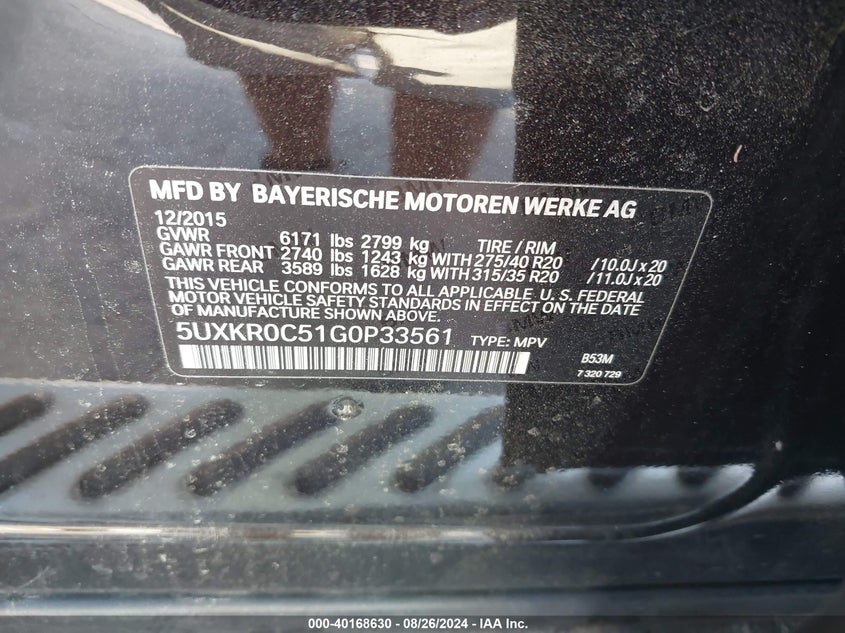 MFD BY BAYERISCHE MOTOREN WERKE AG
12/2015
GVWR 6171 lbs 2799 kg TIRE / RIM
GAWR FRONT 2740 lbs 1243 kg WITH 275/40 R20 /10.0J x 20
GAWR REAR 3589 lbs 1628 kg WITH 315/35 R20 /11.0J x 20
THIS VEHICLE CONFORMS TO ALL APPLICABLE. U.S. FEDERAL
MOTOR VEHICLE SAFETY STANDARDS IN EFFECT ON THE DATE
OF MANUFACTURE SHOWN ABOVE.
5UXKR0C51G0P33561 TYPE: MPV
B53M
7 320 729
000-40168630 - 08/26/2024 - IAA Inc.